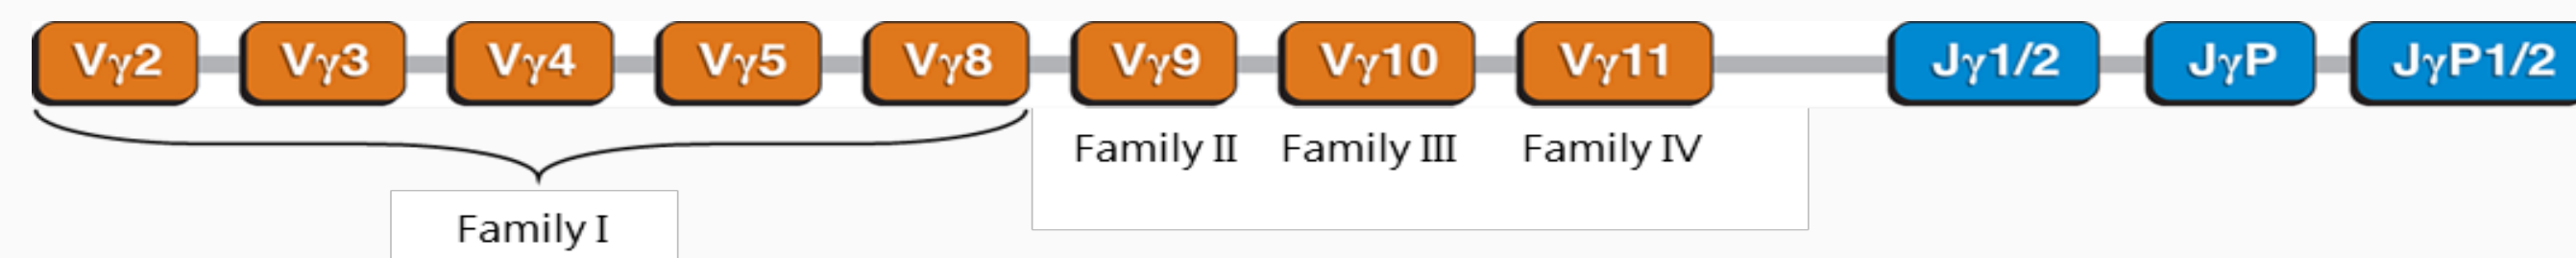 Vγ2 Vγ3 Vγ4 Vγ5 Vγ8 Vγ9 Vγ10 Vγ11 Jγ1/2 JγP JγP1/2
Family II Family III Family IV
Family I